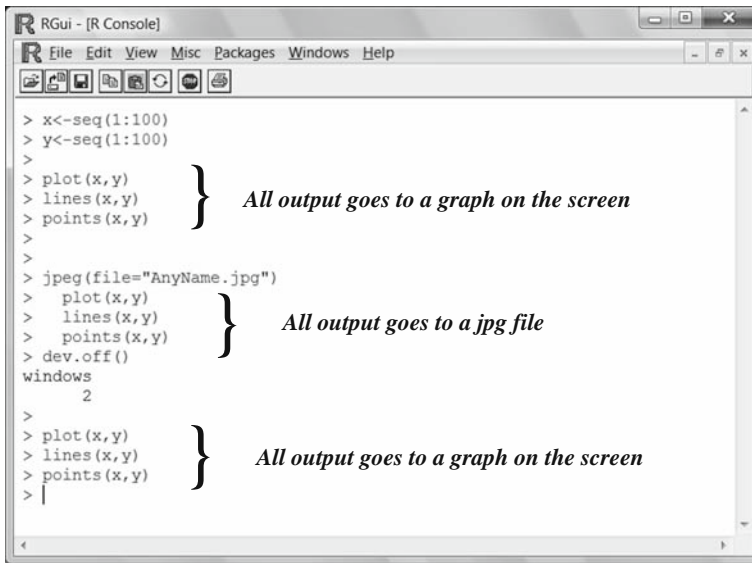 RGui - [R Console]
File Edit View Misc Packages Windows Help
STOP
> x<-seq(1:100)
> y<-seq(1:100)
>
> plot(x,y)
> lines(x,y)
> points(x,y)
All output goes to a graph on the screen
>
>
> jpeg(file="AnyName.jpg")
>   plot(x,y)
>   lines(x,y)
>   points(x,y)
All output goes to a jpg file
> dev.off()
windows
      2
>
> plot(x,y)
> lines(x,y)
> points(x,y)
All output goes to a graph on the screen
>